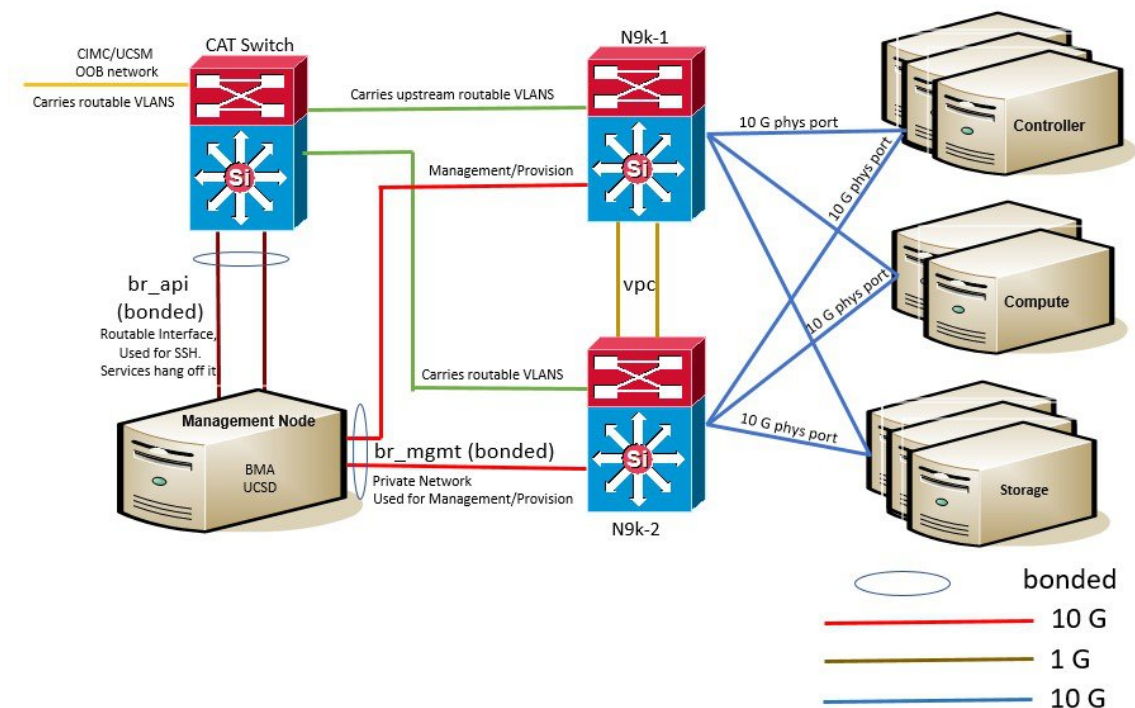 CAT Switch
N9k-1
CIMC/UCSM
OOB network
Carries routable VLANS
Carries upstream routable VLANS
Management/Provision
Si
Si
10 G phys port
10 G phys port
Controller
br_api
(bonded)
Routable Interface,
Used for SSH.
Services hang off it
vpc
10 G phys port
Compute
Carries routable VLANS
Management Node
BMA
UCSD
br_mgmt (bonded)
Private Network
Used for Management/Provision
Si
N9k-2
10 G phys port
Storage
bonded
10 G
1 G
10 G